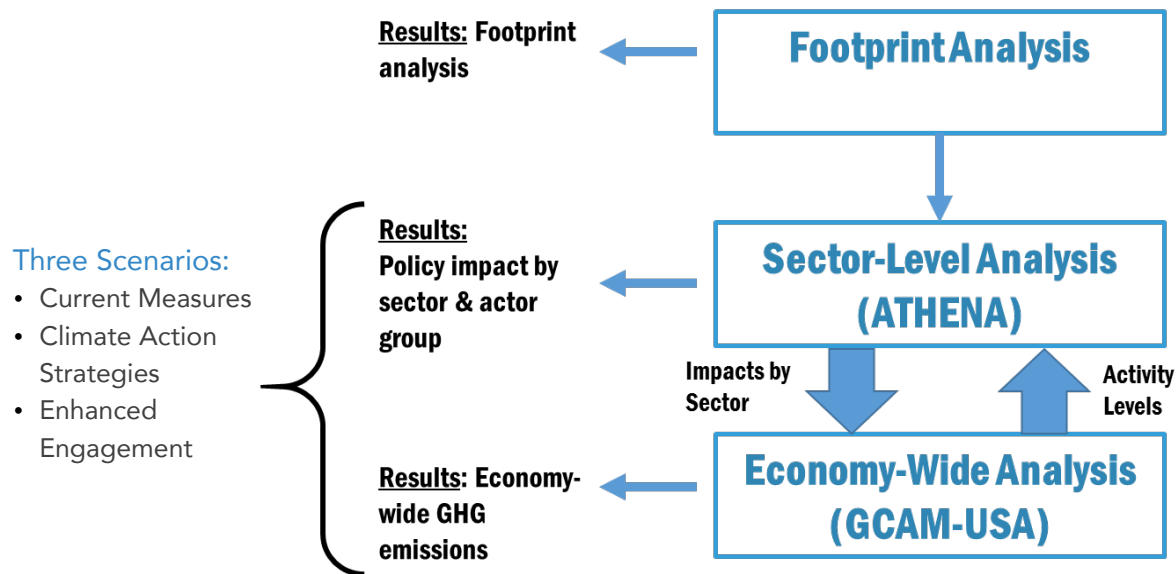 Results: Footprint
analysis
Footprint Analysis
Three Scenarios:
• Current Measures
• Climate Action
Strategies
• Enhanced
Engagement
Results:
Policy impact by
sector & actor
group
Sector-Level Analysis
(ATHENA)
Impacts by
Sector
Activity
Levels
Results: Economy-
wide GHG
emissions
Economy-Wide Analysis
(GCAM-USA)